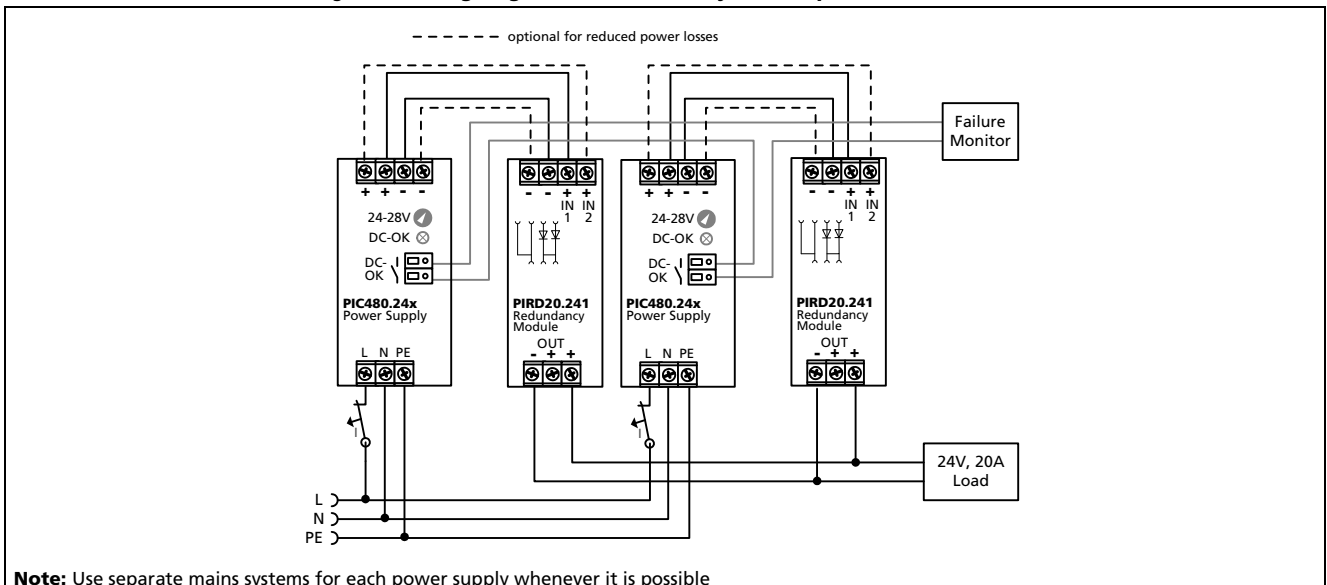 optional for reduced power losses
Failure
Monitor
+ + - -
24-28V
DC-OK
DC-
OK
PIC480.24x
Power Supply
L N PE
- - + +
IN IN
1 2
PIRD20.241
Redundancy
Module
OUT
- + +
+ + - -
24-28V
DC-OK
DC-
OK
PIC480.24x
Power Supply
L N PE
- - + +
IN IN
1 2
PIRD20.241
Redundancy
Module
OUT
- + +
I
I
24V, 20A
Load
L
N
PE
Note: Use separate mains systems for each power supply whenever it is possible